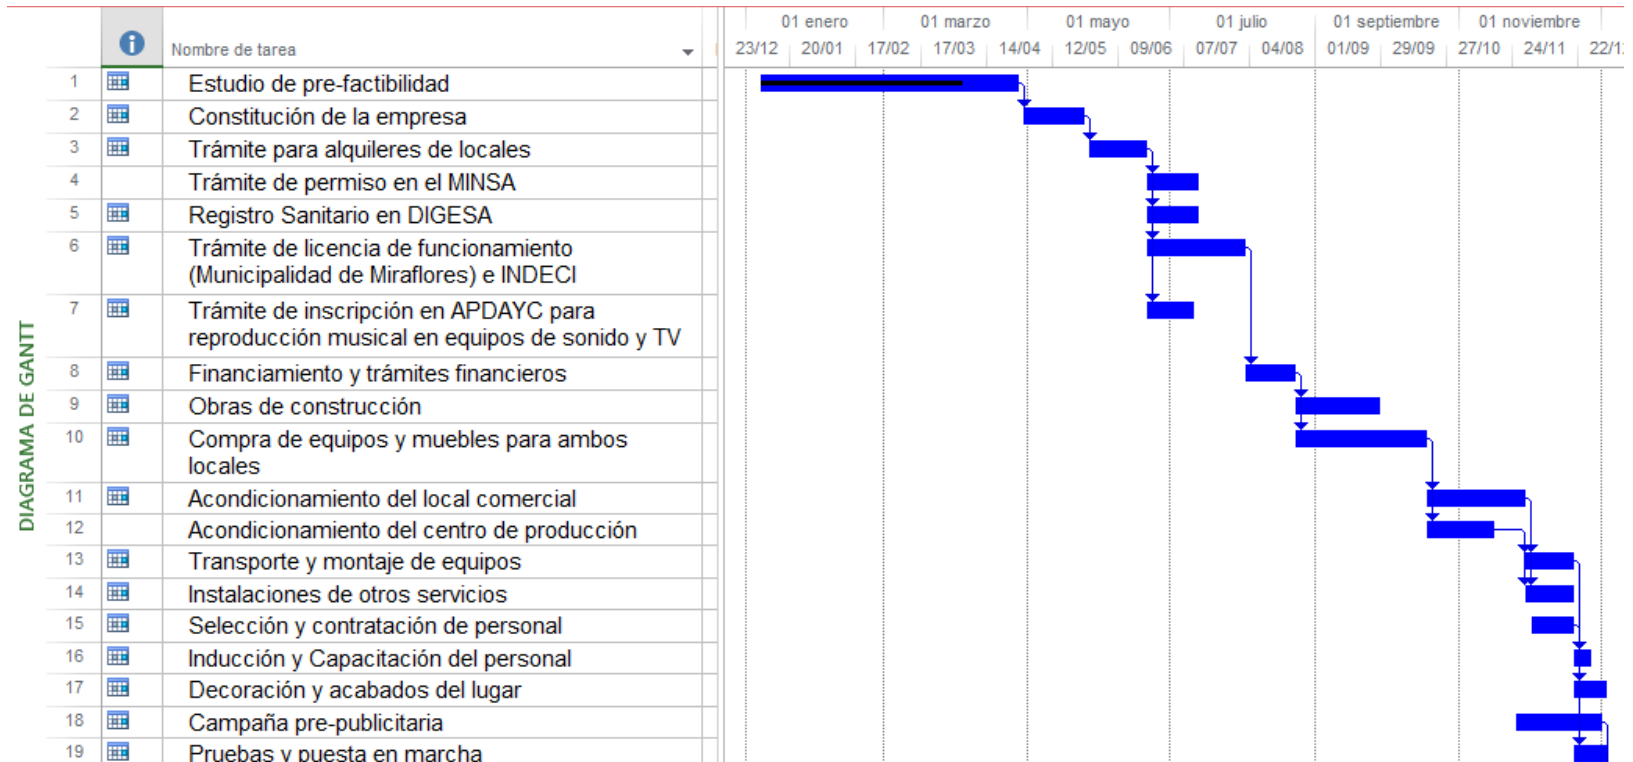 01 enero 01 marzo 01 mayo 01 julio 01 septiembre 01 noviembre
Nombre de tarea
23/12 20/01 17/02 17/03 14/04 12/05 09/06 07/07 04/08 01/09 29/09 27/10 24/11 22/1
1 Estudio de pre-factibilidad
2 Constitución de la empresa
3 Trámite para alquileres de locales
4 Trámite de permiso en el MINSA
5 Registro Sanitario en DIGESA
6 Trámite de licencia de funcionamiento
(Municipalidad de Miraflores) e INDECI
7 Trámite de inscripción en APDAYC para
reproducción musical en equipos de sonido y TV
8 Financiamiento y trámites financieros
9 Obras de construcción
10 Compra de equipos y muebles para ambos
locales
11 Acondicionamiento del local comercial
12 Acondicionamiento del centro de producción
13 Transporte y montaje de equipos
14 Instalaciones de otros servicios
15 Selección y contratación de personal
16 Inducción y Capacitación del personal
17 Decoración y acabados del lugar
18 Campaña pre-publicitaria
19 Pruebas y puesta en marcha
DIAGRAMA DE GANTT